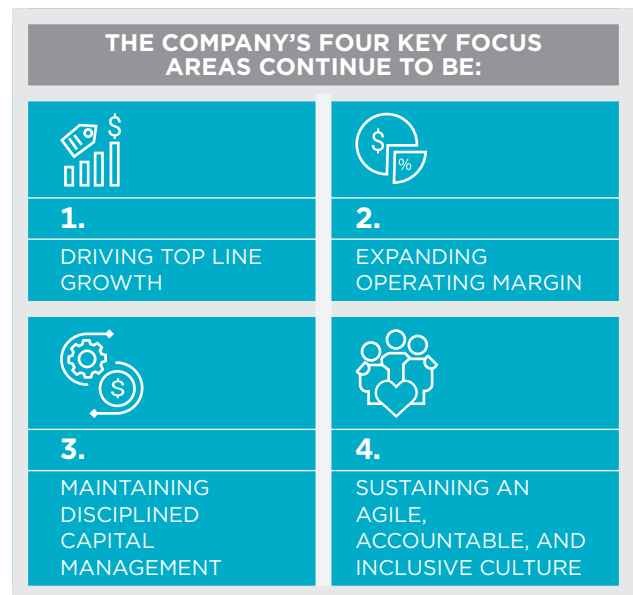 THE COMPANY’S FOUR KEY FOCUS
AREAS CONTINUE TO BE:
$
1.
DRIVING TOP LINE
GROWTH
$
%
2.
EXPANDING
OPERATING MARGIN
$
3.
MAINTAINING
DISCIPLINED
CAPITAL
MANAGEMENT
4.
SUSTAINING AN
AGILE,
ACCOUNTABLE, AND
INCLUSIVE CULTURE